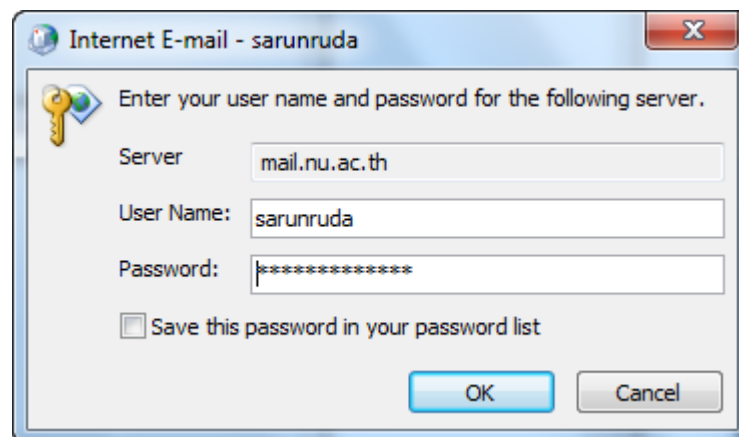 Internet E-mail - sarunruda
Enter your user name and password for the following server.
Server mail.nu.ac.th
User Name: sarunruda
Password: *************
Save this password in your password list
OK Cancel